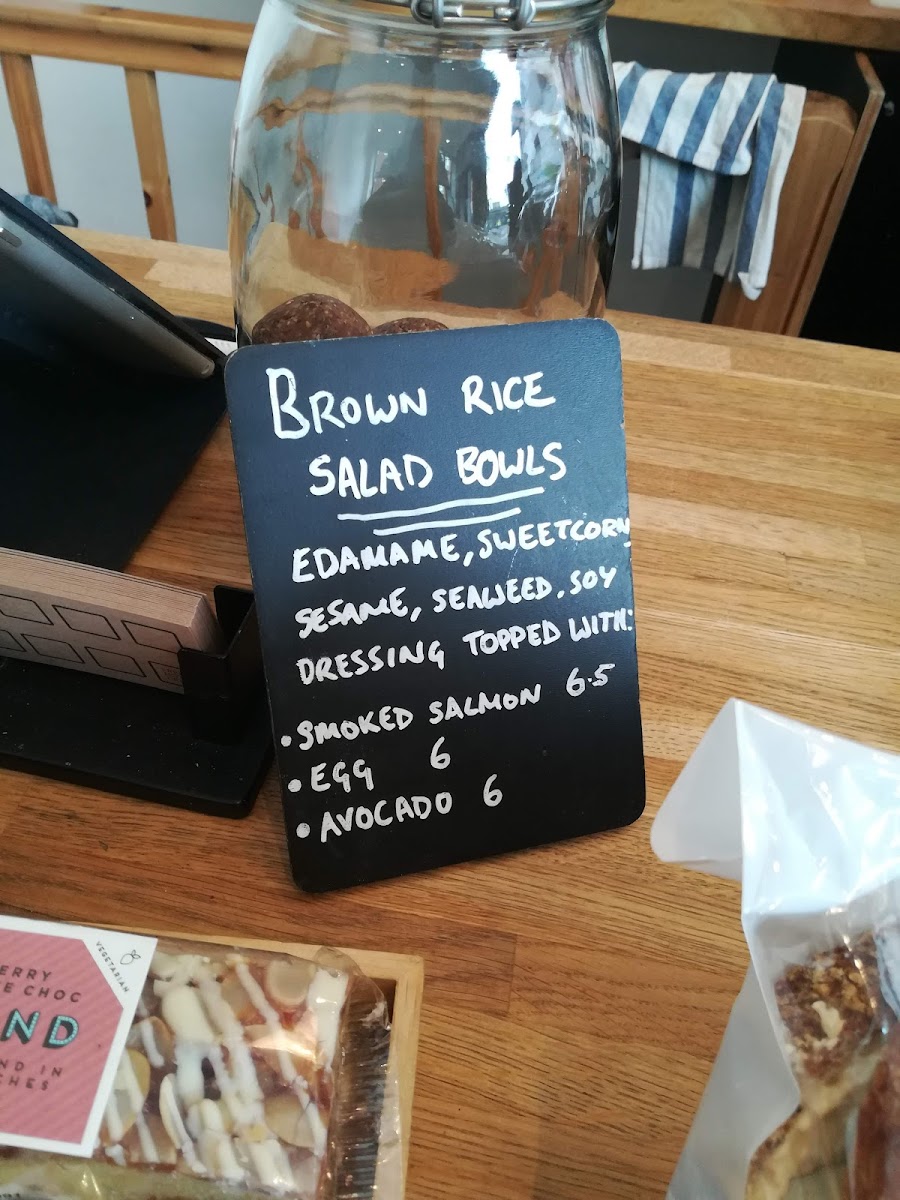 BROWN RICE
SALAD BOWLS
EDAMAME, SWEETCORN,
SESAME, SEAWEED, SOY
DRESSING TOPPED WITH:
• SMOKED SALMON 6.5
• EGG 6
• AVOCADO 6
VEGETARIAN